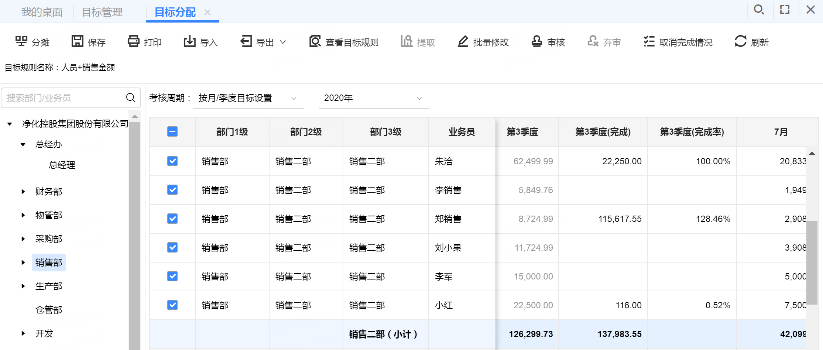 我的桌面 目标管理 目标分配
分摊 保存 打印 导入 导出 查看目标规则 提取 批量修改 审核 弃审 取消完成情况 刷新
目标规则名称：人员+销售金额
搜索部门/业务员
净化控股集团股份有限公司
总经办
总经理
财务部
物管部
采购部
销售部
生产部
仓管部
开发
考核周期： 按月/季度目标设置 2020年
部门1级 部门2级 部门3级 业务员 第3季度 第3季度(完成) 第3季度(完成率) 7月
销售部 销售二部 销售二部 朱洽 62,499.99 22,250.00 100.00% 20,833
销售部 销售二部 销售二部 李销售 5,849.76 1,949
销售部 销售二部 销售二部 郑销售 8,724.99 115,617.55 128.46% 2,908
销售部 销售二部 销售二部 刘小果 11,724.99 3,908
销售部 销售二部 销售二部 李军 15,000.00 5,000
销售部 销售二部 销售二部 小红 22,500.00 116.00 0.52% 7,500
销售二部（小计） 126,299.73 137,983.55 42,099